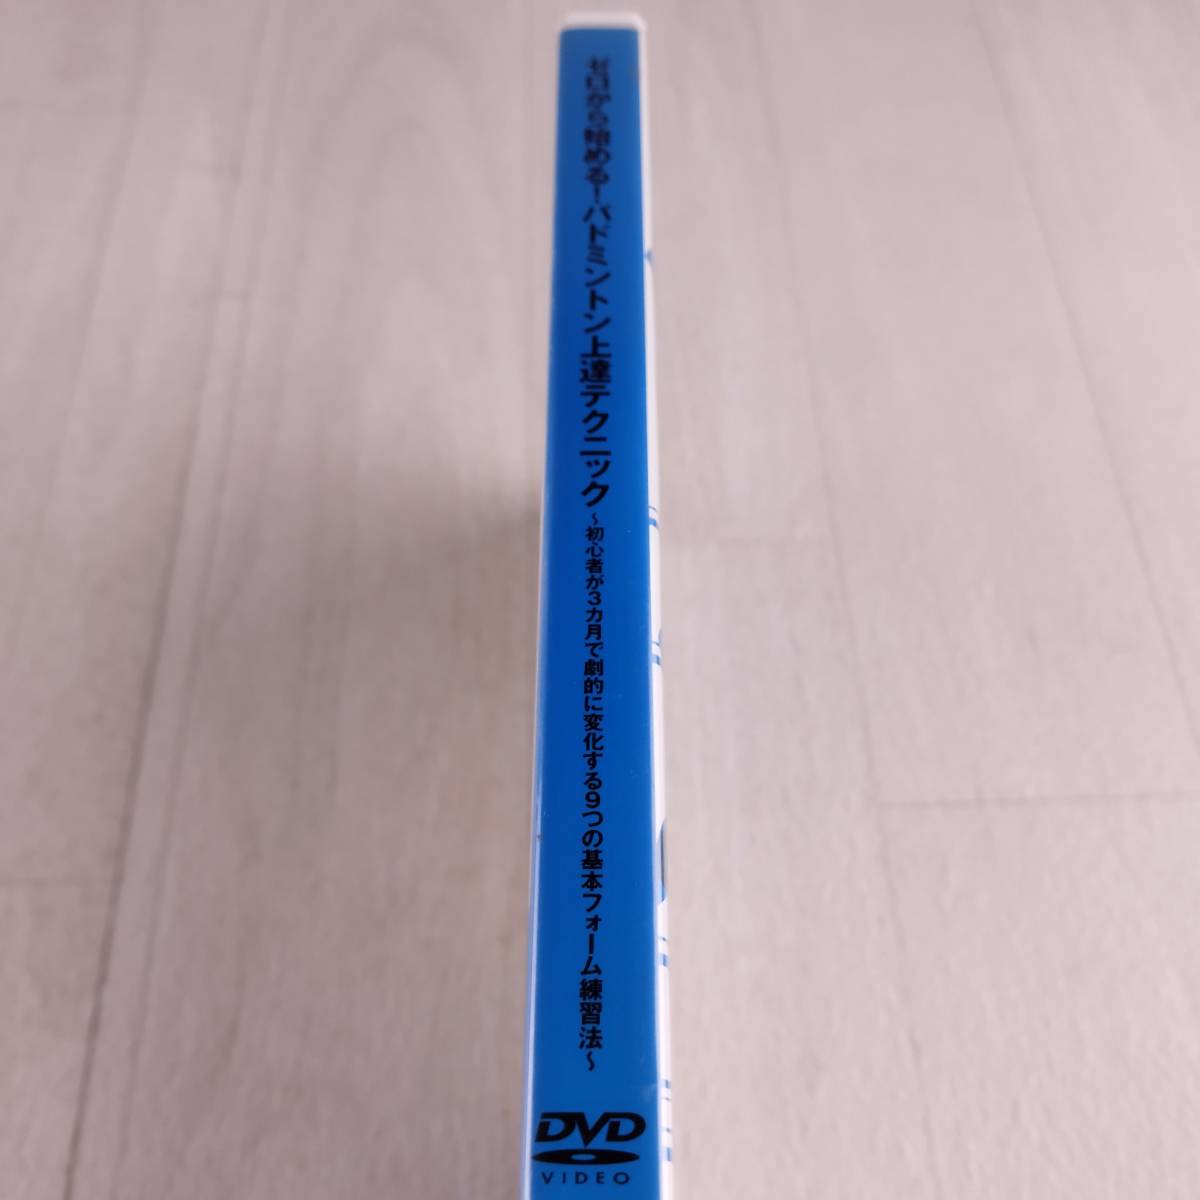 ゼロから始める!バドミントン上達テクニック
~初心者が3カ月で劇的に変化する9つの基本フォーム練習法~
DVD
VIDEO